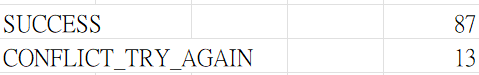 SUCCESS 87
CONFLICT_TRY_AGAIN 13